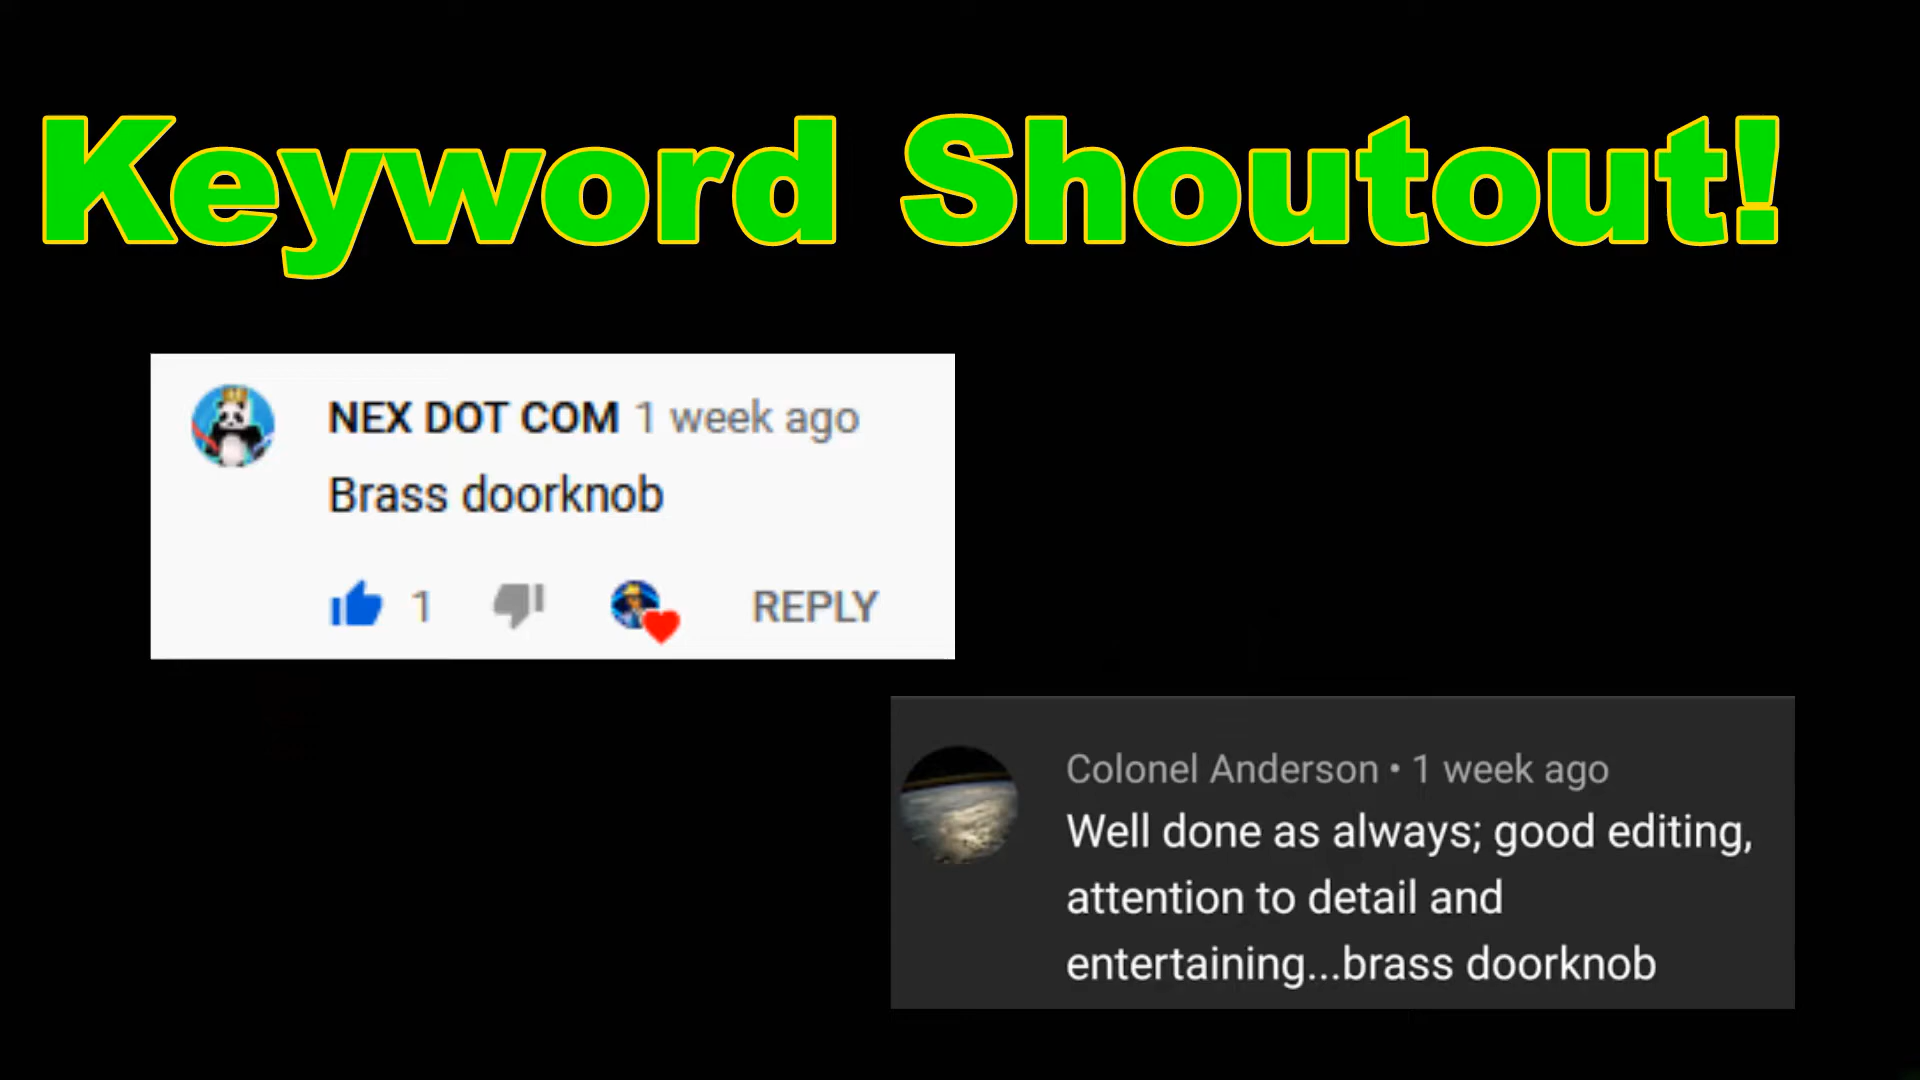 Keyword Shoutout!
NEX DOT COM 1 week ago
Brass doorknob
1 REPLY
Colonel Anderson • 1 week ago
Well done as always; good editing,
attention to detail and
entertaining...brass doorknob